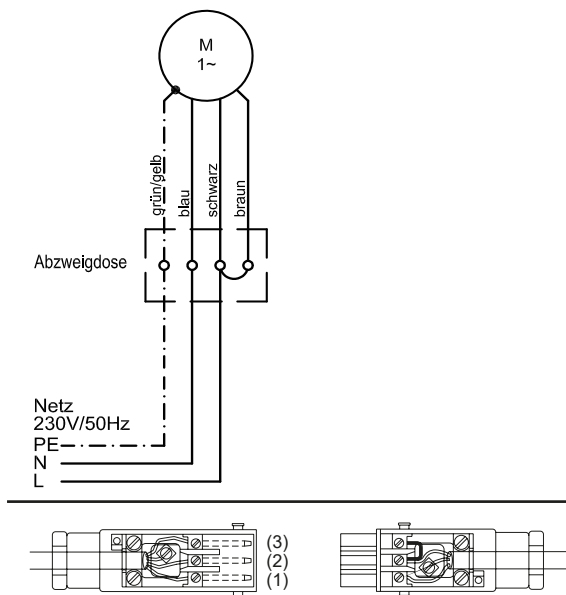 M
1~
grün/gelb
blau
schwarz
braun
Abzweigdose
Netz
230V/50Hz
PE
N
L
(3)
(2)
(1)